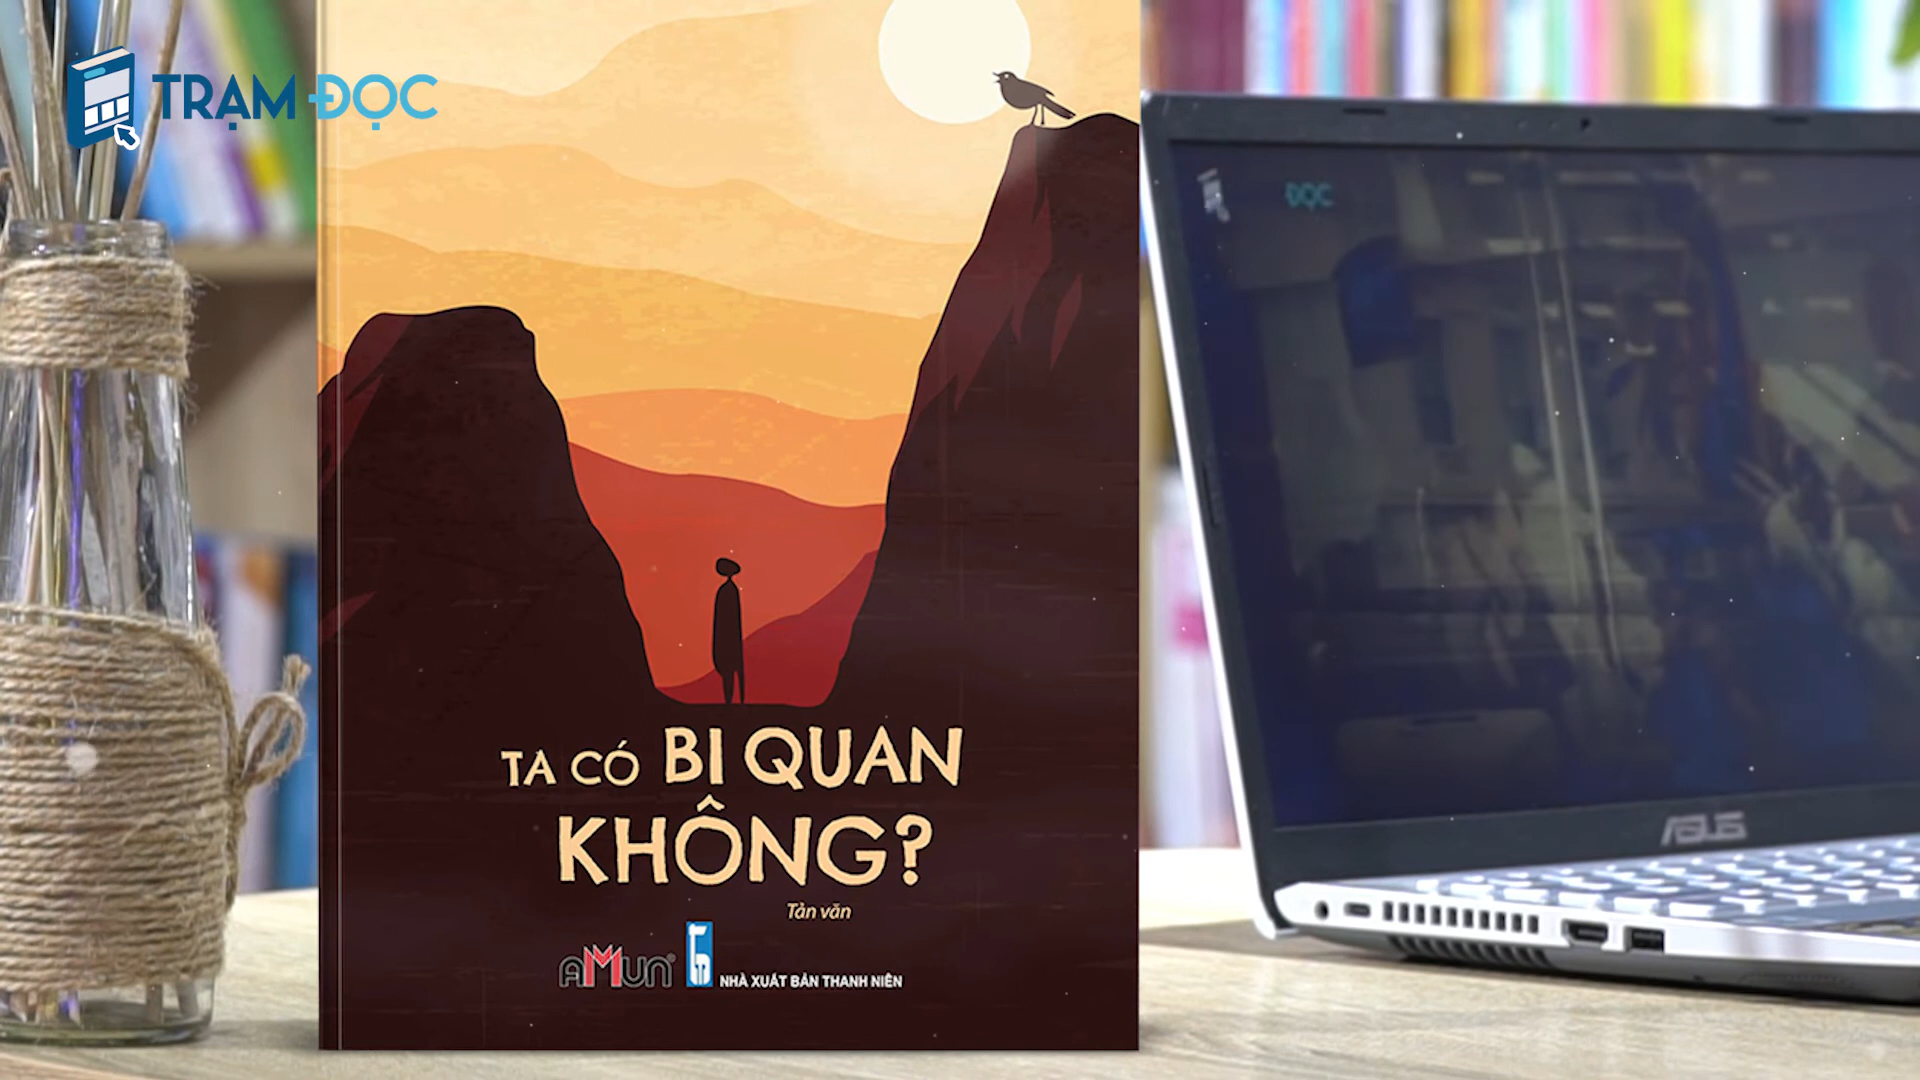 TRẠM ĐỌC
ĐỌC
TA CÓ BI QUAN
KHÔNG?
Tản văn
AMUN
NHÀ XUẤT BẢN THANH NIÊN
ASUS